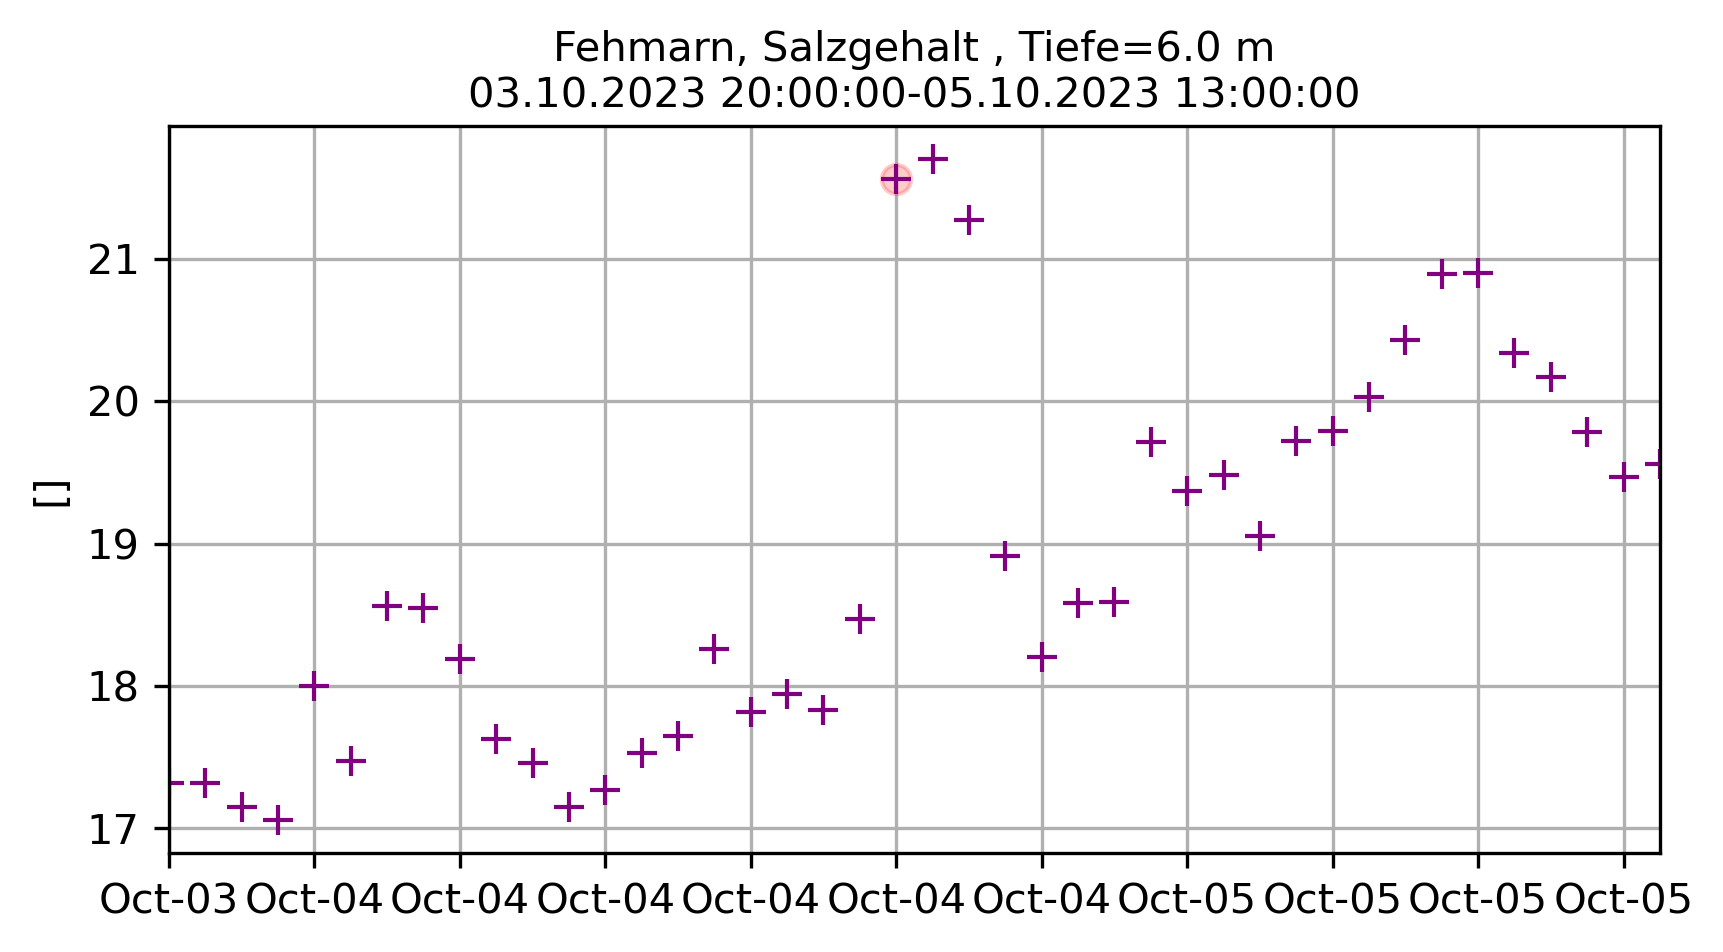 Fehmarn, Salzgehalt , Tiefe=6.0 m
03.10.2023 20:00:00-05.10.2023 13:00:00
21
20
19
18
17
[]
Oct-03 Oct-04 Oct-04 Oct-04 Oct-04 Oct-04 Oct-04 Oct-05 Oct-05 Oct-05 Oct-05